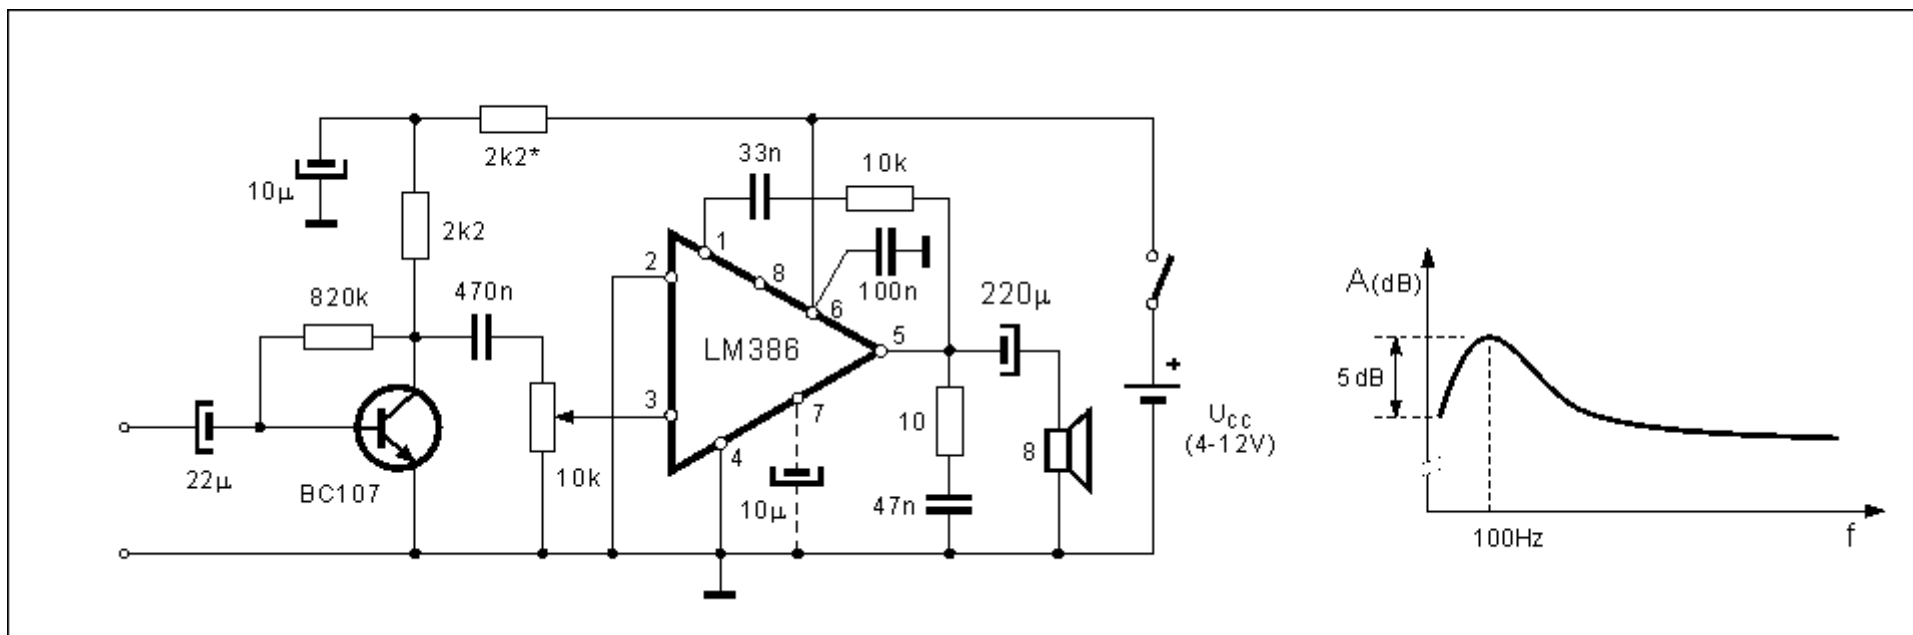 2k2*
10µ
2k2
820k
470n
22µ
BC107
10k
33n
10k
1
2
8
100n
6
LM386
5
3
7
4
10µ
220µ
10
47n
8
+
Ucc
(4-12V)
A(dB)
5dB
100Hz
f